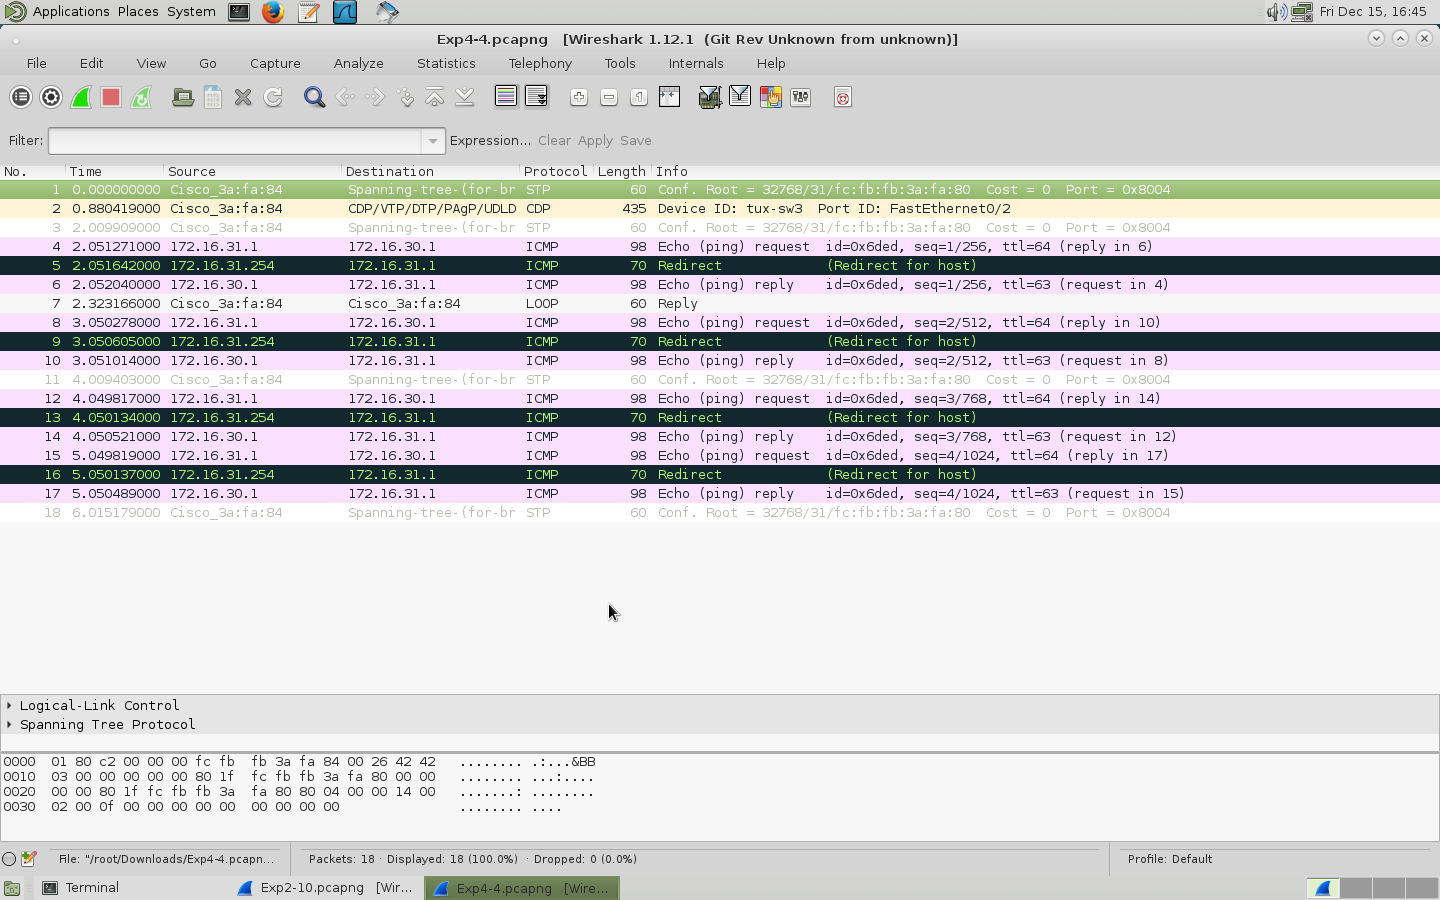 Applications Places System Fri Dec 15, 16:45
Exp4-4.pcapng [Wireshark 1.12.1 (Git Rev Unknown from unknown)]
File Edit View Go Capture Analyze Statistics Telephony Tools Internals Help
Filter: Expression... Clear Apply Save
No. Time Source Destination Protocol Length Info
1 0.000000000 Cisco_3a:fa:84 Spanning-tree-(for-br STP 60 Conf. Root = 32768/31/fc:fb:fb:3a:fa:80 Cost = 0 Port = 0x8004
2 0.880419000 Cisco_3a:fa:84 CDP/VTP/DTP/PAgP/UDLD CDP 435 Device ID: tux-sw3 Port ID: FastEthernet0/2
3 2.009909000 Cisco_3a:fa:84 Spanning-tree-(for-br STP 60 Conf. Root = 32768/31/fc:fb:fb:3a:fa:80 Cost = 0 Port = 0x8004
4 2.051271000 172.16.31.1 172.16.30.1 ICMP 98 Echo (ping) request id=0x6ded, seq=1/256, ttl=64 (reply in 6)
5 2.051642000 172.16.31.254 172.16.31.1 ICMP 70 Redirect (Redirect for host)
6 2.052040000 172.16.30.1 172.16.31.1 ICMP 98 Echo (ping) reply id=0x6ded, seq=1/256, ttl=63 (request in 4)
7 2.323166000 Cisco_3a:fa:84 Cisco_3a:fa:84 LOOP 60 Reply
8 3.050278000 172.16.31.1 172.16.30.1 ICMP 98 Echo (ping) request id=0x6ded, seq=2/512, ttl=64 (reply in 10)
9 3.050605000 172.16.31.254 172.16.31.1 ICMP 70 Redirect (Redirect for host)
10 3.051014000 172.16.30.1 172.16.31.1 ICMP 98 Echo (ping) reply id=0x6ded, seq=2/512, ttl=63 (request in 8)
11 4.009403000 Cisco_3a:fa:84 Spanning-tree-(for-br STP 60 Conf. Root = 32768/31/fc:fb:fb:3a:fa:80 Cost = 0 Port = 0x8004
12 4.049817000 172.16.31.1 172.16.30.1 ICMP 98 Echo (ping) request id=0x6ded, seq=3/768, ttl=64 (reply in 14)
13 4.050134000 172.16.31.254 172.16.31.1 ICMP 70 Redirect (Redirect for host)
14 4.050521000 172.16.30.1 172.16.31.1 ICMP 98 Echo (ping) reply id=0x6ded, seq=3/768, ttl=63 (request in 12)
15 5.049819000 172.16.31.1 172.16.30.1 ICMP 98 Echo (ping) request id=0x6ded, seq=4/1024, ttl=64 (reply in 17)
16 5.050137000 172.16.31.254 172.16.31.1 ICMP 70 Redirect (Redirect for host)
17 5.050489000 172.16.30.1 172.16.31.1 ICMP 98 Echo (ping) reply id=0x6ded, seq=4/1024, ttl=63 (request in 15)
18 6.015179000 Cisco_3a:fa:84 Spanning-tree-(for-br STP 60 Conf. Root = 32768/31/fc:fb:fb:3a:fa:80 Cost = 0 Port = 0x8004
Logical-Link Control
Spanning Tree Protocol
0000 01 80 c2 00 00 00 fc fb fb 3a fa 84 00 26 42 42 ........ .:...&BB
0010 03 00 00 00 00 00 80 1f fc fb fb 3a fa 80 00 00 ........ ...:....
0020 00 00 80 1f fc fb fb 3a fa 80 80 04 00 00 14 00 .......: ........
0030 02 00 0f 00 00 00 00 00 00 00 00 00 ........ ....
File: "/root/Downloads/Exp4-4.pcapn... Packets: 18 · Displayed: 18 (100.0%) · Dropped: 0 (0.0%) Profile: Default
Terminal Exp2-10.pcapng [Wir... Exp4-4.pcapng [Wire...